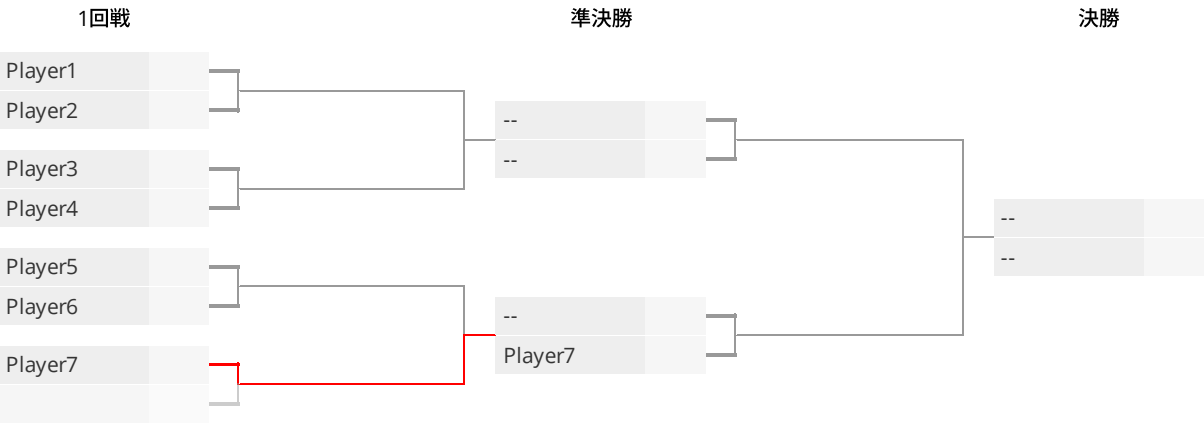 1回戦
準決勝
決勝
Player1
Player2
Player3
Player4
Player5
Player6
Player7
--
--
--
Player7
--
--